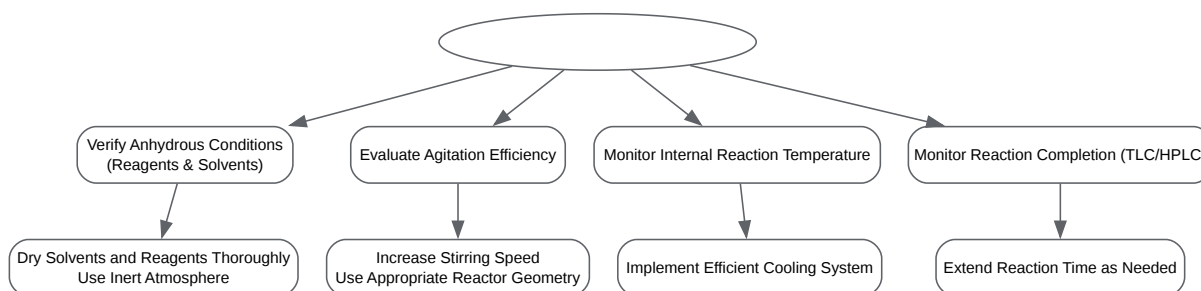 Verify Anhydrous Conditions
(Reagents & Solvents)
Evaluate Agitation Efficiency
Monitor Internal Reaction Temperature
Monitor Reaction Completion (TLC/HPLC
Dry Solvents and Reagents Thoroughly
Use Inert Atmosphere
Increase Stirring Speed
Use Appropriate Reactor Geometry
Implement Efficient Cooling System
Extend Reaction Time as Needed